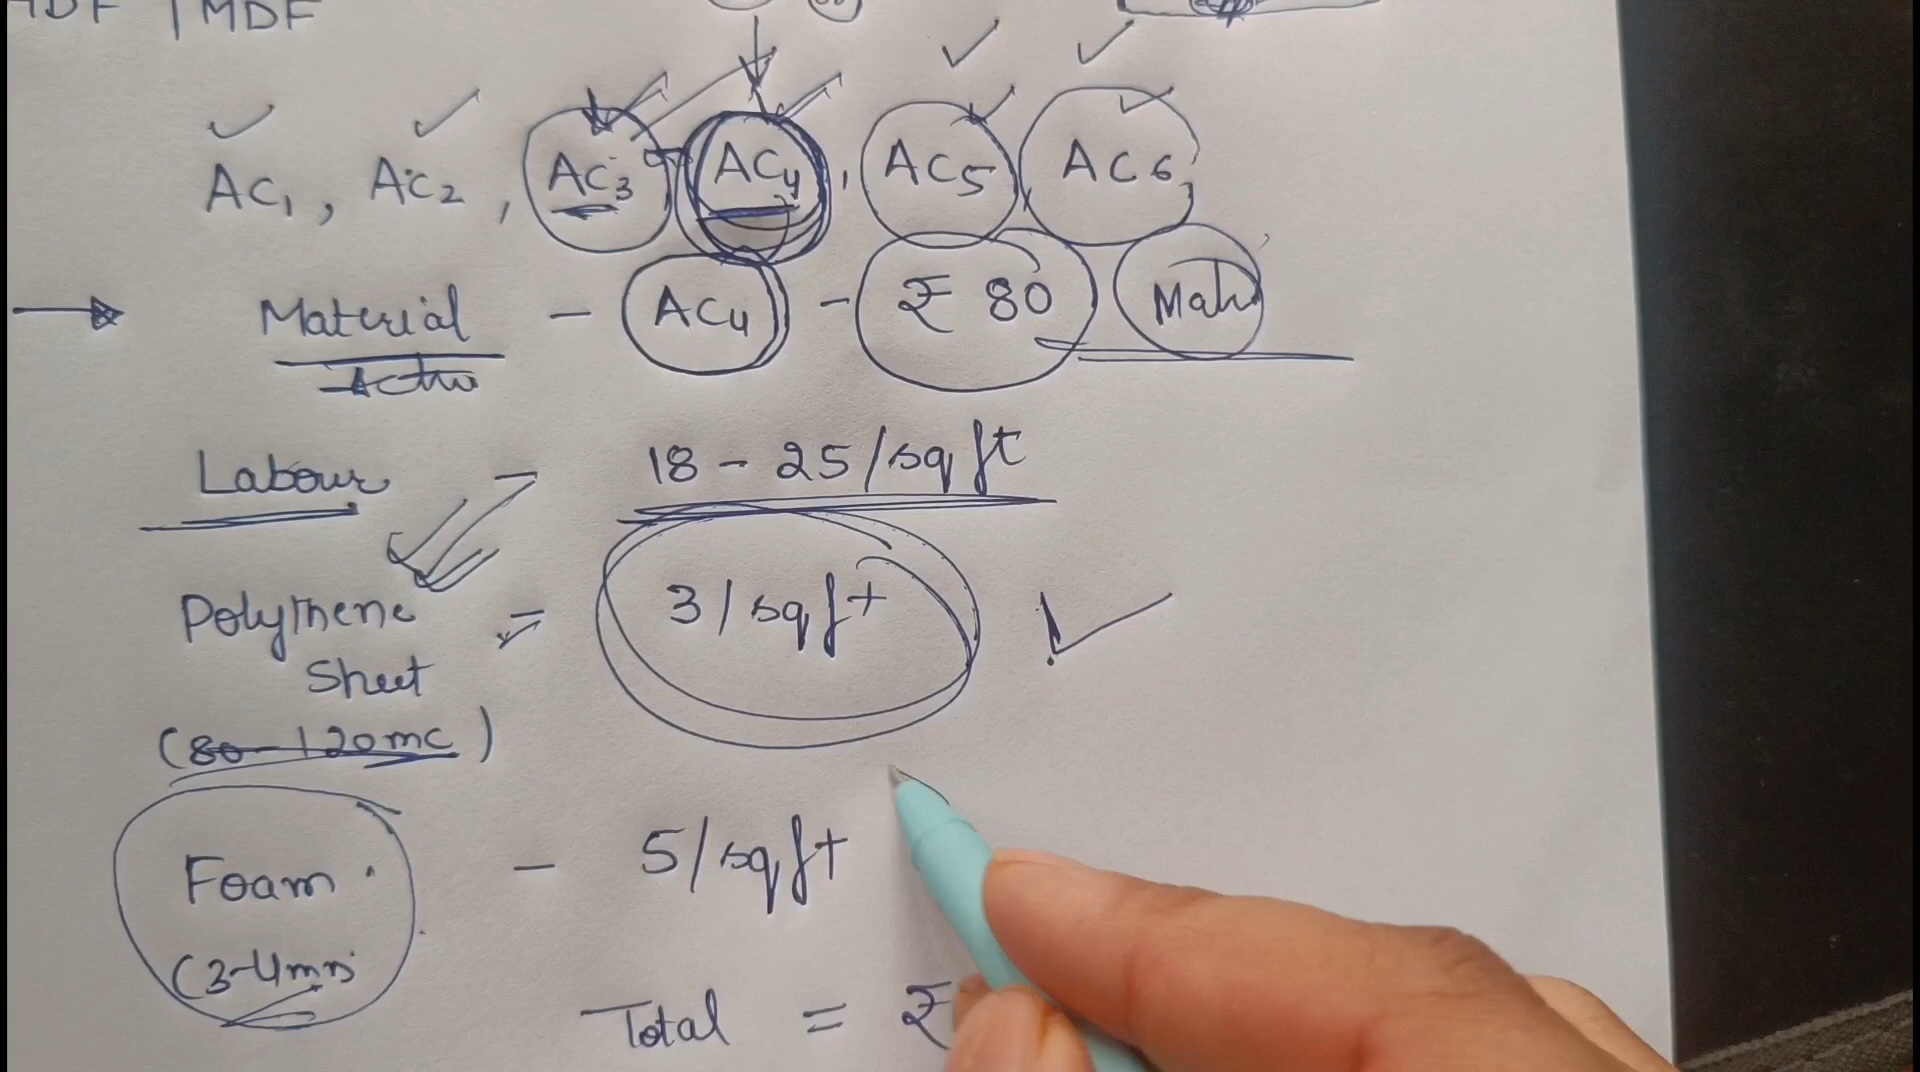 HDF | MDF
AC1, AC2, AC3, AC4, AC5, AC6,
Material - AC4 - ₹ 80
Labour - 18 - 25/sqft
Polythene = 3/sqft
Sheet
(80-120mc)
Foam - 5/sqft
(3-4mm
Total = ₹